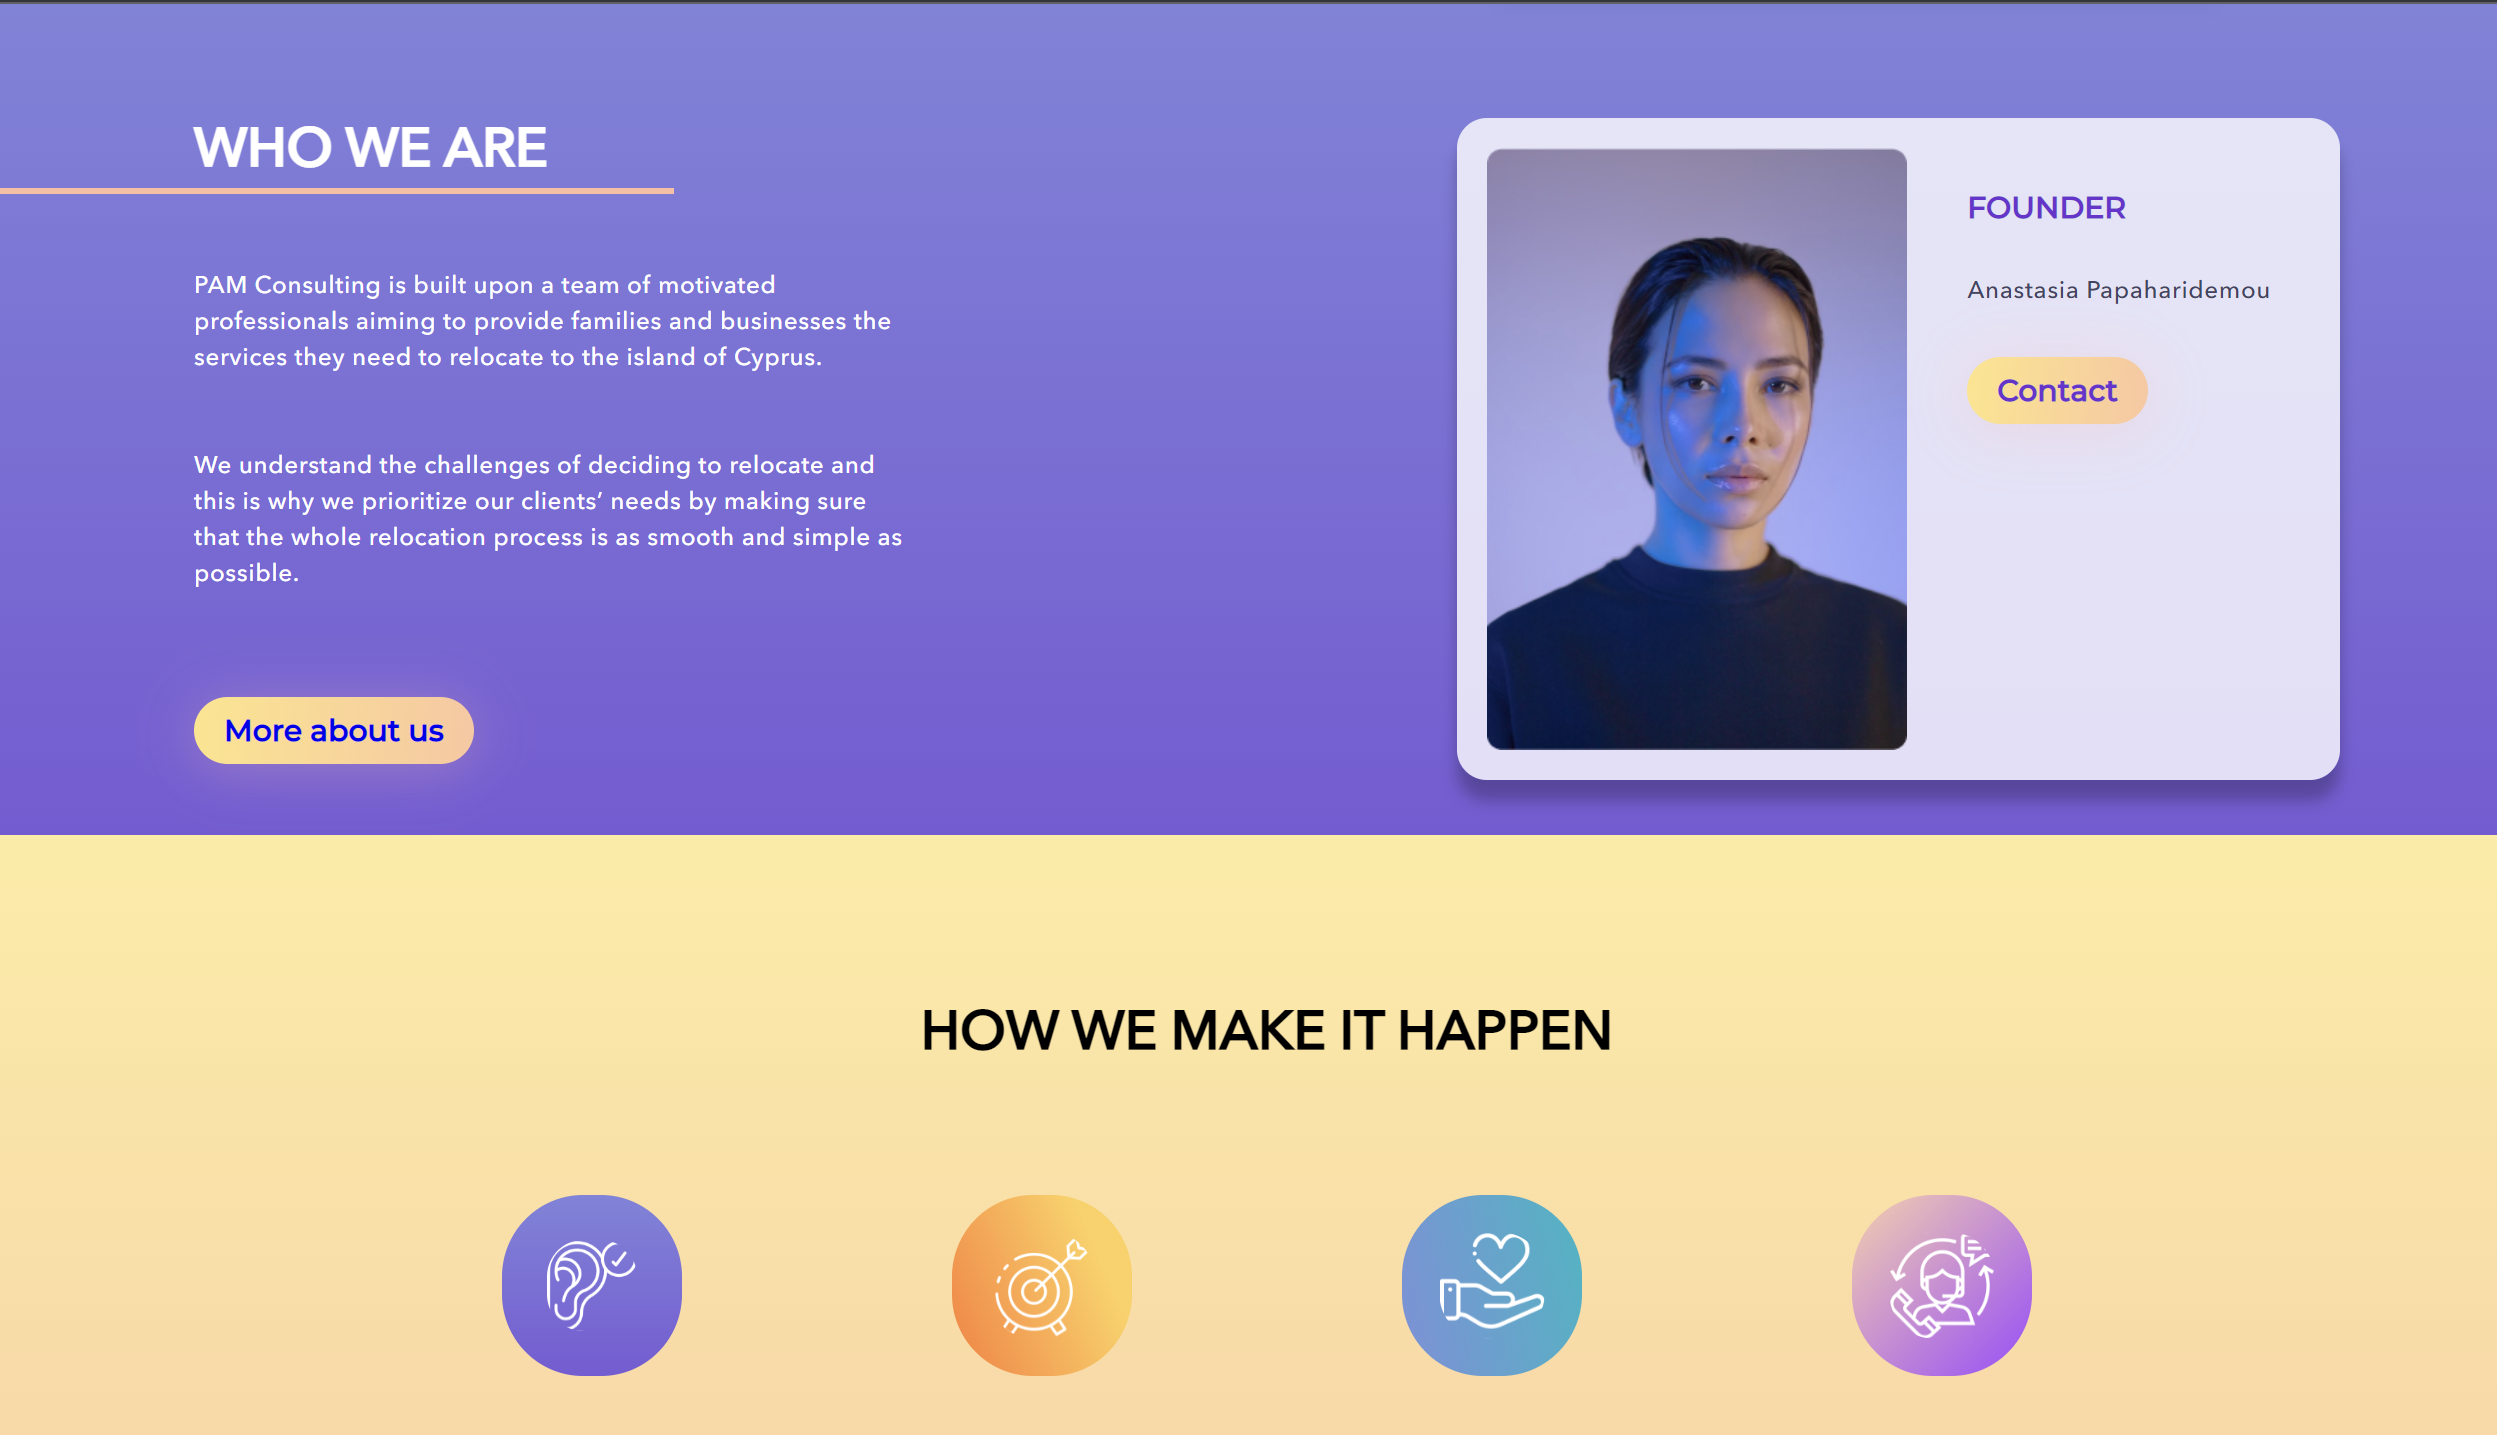 WHO WE ARE
PAM Consulting is built upon a team of motivated
professionals aiming to provide families and businesses the
services they need to relocate to the island of Cyprus.
We understand the challenges of deciding to relocate and
this is why we prioritize our clients’ needs by making sure
that the whole relocation process is as smooth and simple as
possible.
More about us
FOUNDER
Anastasia Papaharidemou
Contact
HOW WE MAKE IT HAPPEN